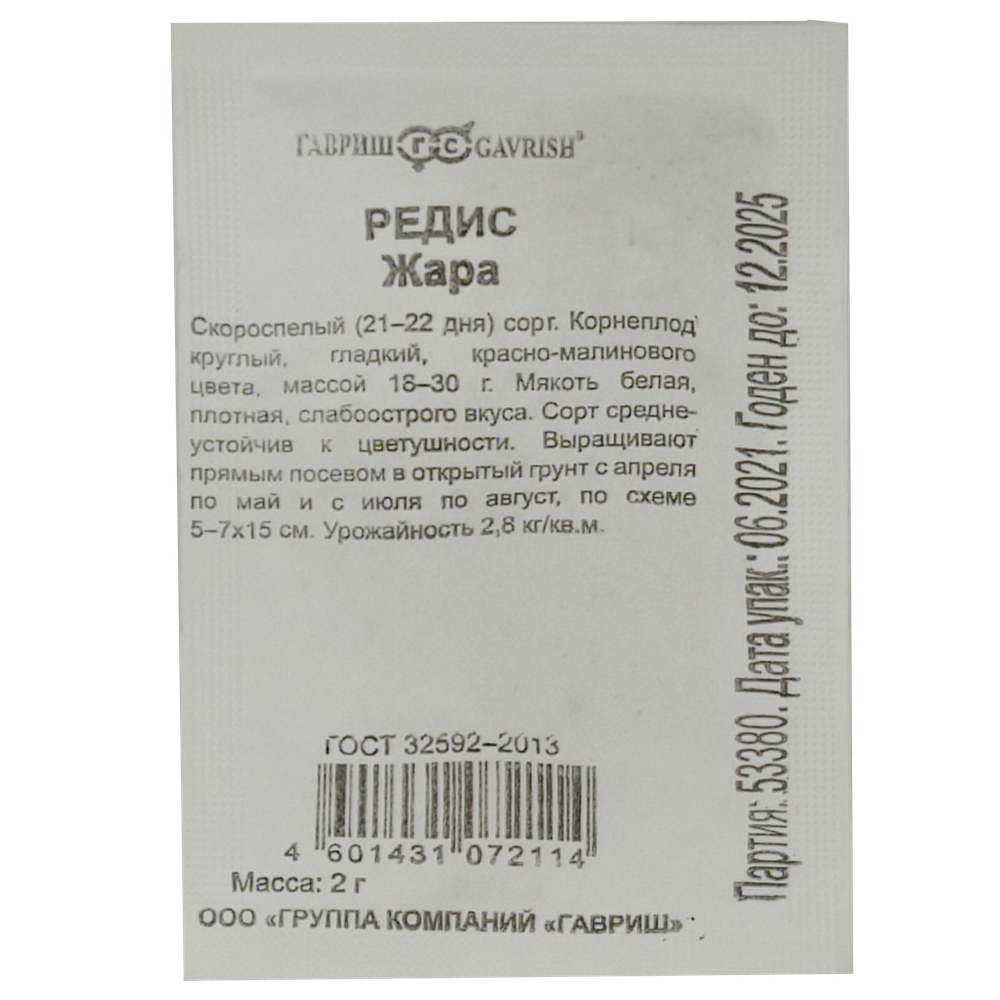 ГАВРИШ ГС GAVRISH®
РЕДИС
Жара
Скороспелый (21–22 дня) сорт. Корнеплод
круглый, гладкий, красно-малинового
цвета, массой 18–30 г. Мякоть белая,
плотная, слабоострого вкуса. Сорт средне-
устойчив к цветушности. Выращивают
прямым посевом в открытый грунт с апреля
по май и с июля по август, по схеме
5–7х15 см. Урожайность 2,8 кг/кв.м.
ГОСТ 32592–2013
4 601431 072114
Масса: 2 г
ООО «ГРУППА КОМПАНИЙ «ГАВРИШ»
Партия: 53380. Дата упак.: 06.2021. Годен до: 12.2025